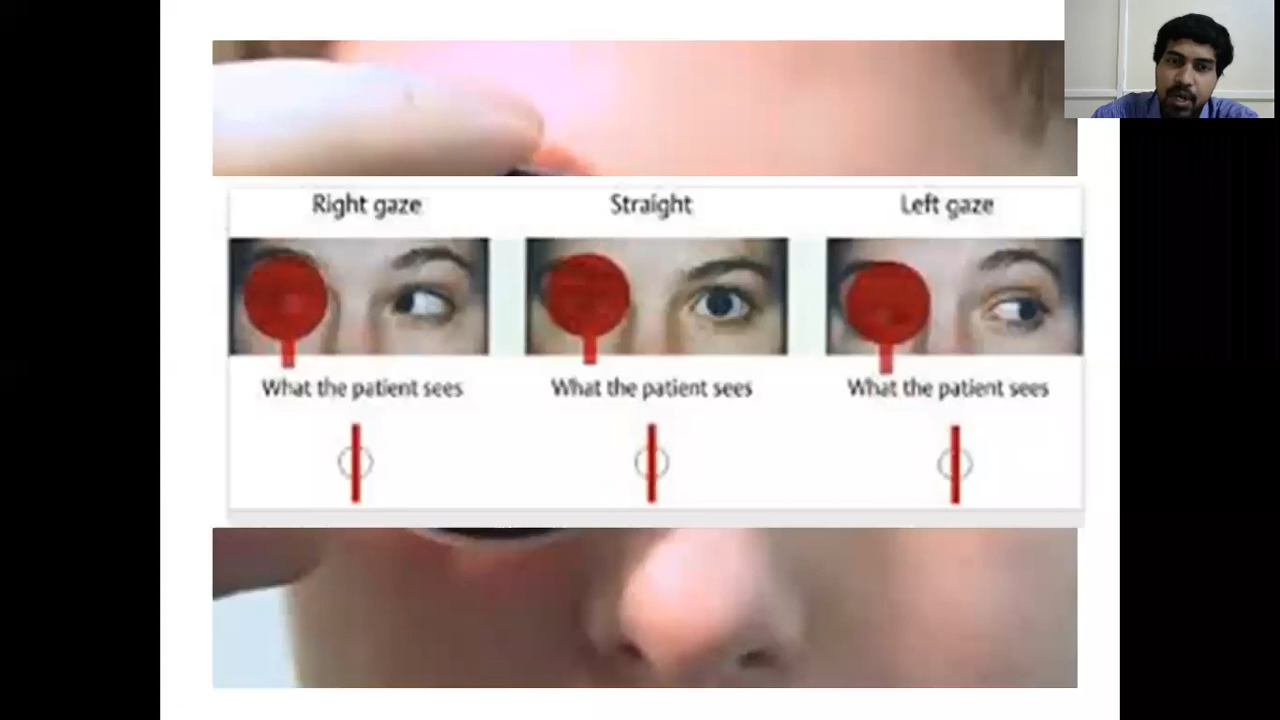 Right gaze
Straight
Left gaze
What the patient sees
What the patient sees
What the patient sees